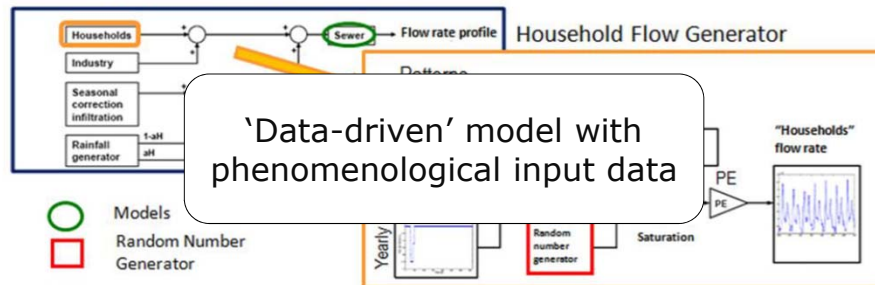 Households
Sewer
Flow rate profile
Household Flow Generator
Industry
Seasonal
correction
infiltration
Rainfall
generator
1-aH
aH
Patterns
‘Data-driven’ model with
phenomenological input data
"Households"
flow rate
PE
PE
Yearly
Random
number
generator
Saturation
Models
Random Number
Generator